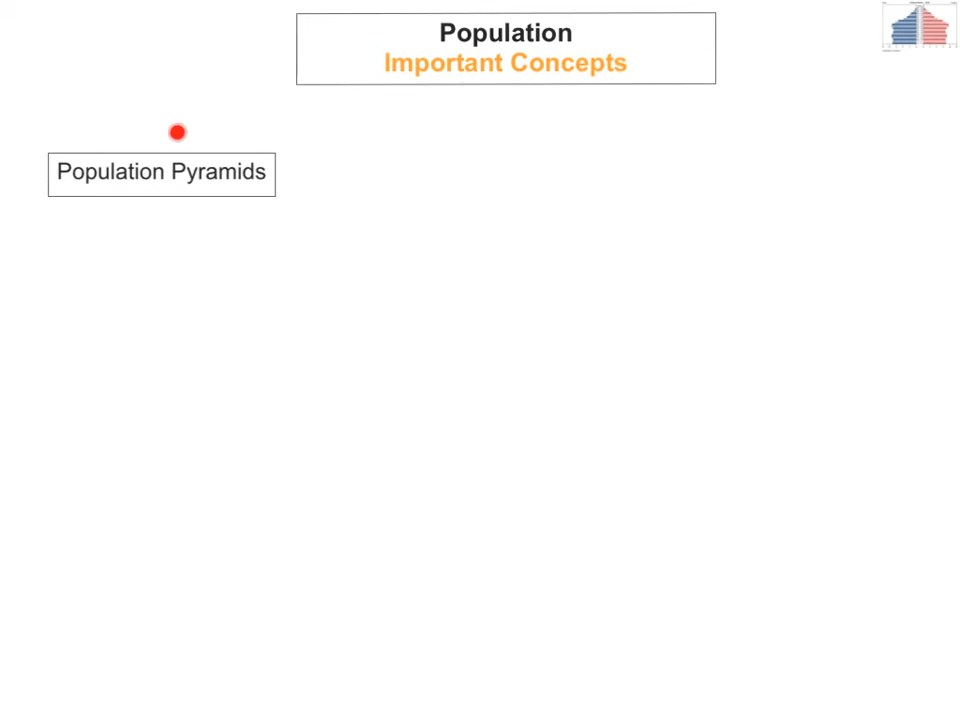 Population
Important Concepts
Population Pyramids